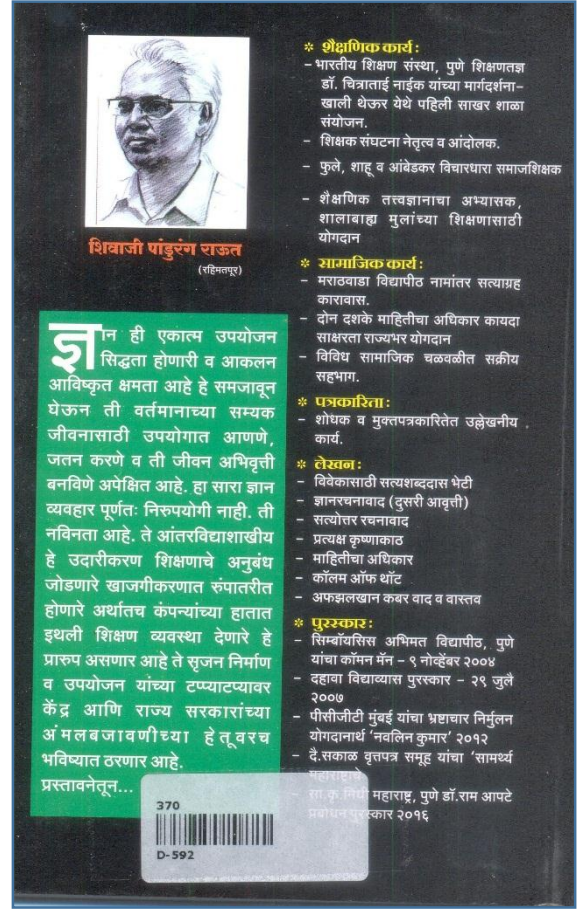 शिवाजी पांडुरंग राऊत
(रहिमतपूर)
ज्ञान ही एकात्म उपयोजन
सिद्धता होणारी व आकलन
आविष्कृत क्षमता आहे हे समजावून
घेऊन ती वर्तमानाच्या सम्यक
जीवनासाठी उपयोगात आणणे,
जतन करणे व ती जीवन अभिवृत्ती
बनविणे अपेक्षित आहे. हा सारा ज्ञान
व्यवहार पूर्णतः निरुपयोगी नाही. ती
नविनता आहे. ते आंतरविद्याशाखीय
हे उदारीकरण शिक्षणाचे अनुबंध
जोडणारे खाजगीकरणात रुपातरीत
होणारे अर्थातच कंपन्यांच्या हातात
इथली शिक्षण व्यवस्था देणारे हे
प्रारुप असणार आहे ते सृजन निर्माण
व उपयोजन यांच्या टप्प्याटप्प्यावर
केंद्र आणि राज्य सरकारांच्या
अंमलबजावणीच्या हेतूवरच
भविष्यात ठरणार आहे.
प्रस्तावनेतून...
* शैक्षणिक कार्य :
– भारतीय शिक्षण संस्था, पुणे शिक्षणतज्ञ
डॉ. चित्राताई नाईक यांच्या मार्गदर्शना–
खाली थेऊर येथे पहिली साखर शाळा
संयोजन.
– शिक्षक संघटना नेतृत्व व आंदोलक.
– फुले, शाहू व आंबेडकर विचारधारा समाजशिक्षक
– शैक्षणिक तत्त्वज्ञानाचा अभ्यासक,
शालाबाह्य मुलांच्या शिक्षणासाठी
योगदान
* सामाजिक कार्य :
– मराठवाडा विद्यापीठ नामांतर सत्याग्रह
कारावास.
– दोन दशके माहितीचा अधिकार कायदा
साक्षरता राज्यभर योगदान
– विविध सामाजिक चळवळीत सक्रीय
सहभाग.
* पत्रकारिता :
– शोधक व मुक्तपत्रकारितेत उल्लेखनीय
कार्य.
* लेखन :
– विवेकासाठी सत्यशब्ददास भेटी
– ज्ञानरचनावाद (दुसरी आवृत्ती)
– सत्योत्तर रचनावाद
– प्रत्यक्ष कृष्णाकाठ
– माहितीचा अधिकार
– कॉलम ऑफ थॉट
– अफझलखान कबर वाद व वास्तव
* पुरस्कार :
– सिम्बॉयसिस अभिमत विद्यापीठ, पुणे
यांचा कॉमन मॅन – ९ नोव्हेंबर २००४
– दहावा विद्याव्यास पुरस्कार – २९ जुलै
२००७
– पीसीजीटी मुंबई यांचा भ्रष्टाचार निर्मुलन
योगदानार्थ 'नवलिन कुमार' २०१२
– दै.सकाळ वृत्तपत्र समूह यांचा 'सामर्थ्य
महाराष्ट्राचे
– सा.कृ.निधी महाराष्ट्र, पुणे डॉ.राम आपटे
प्रबोधन पुरस्कार २०१६
370
D-592